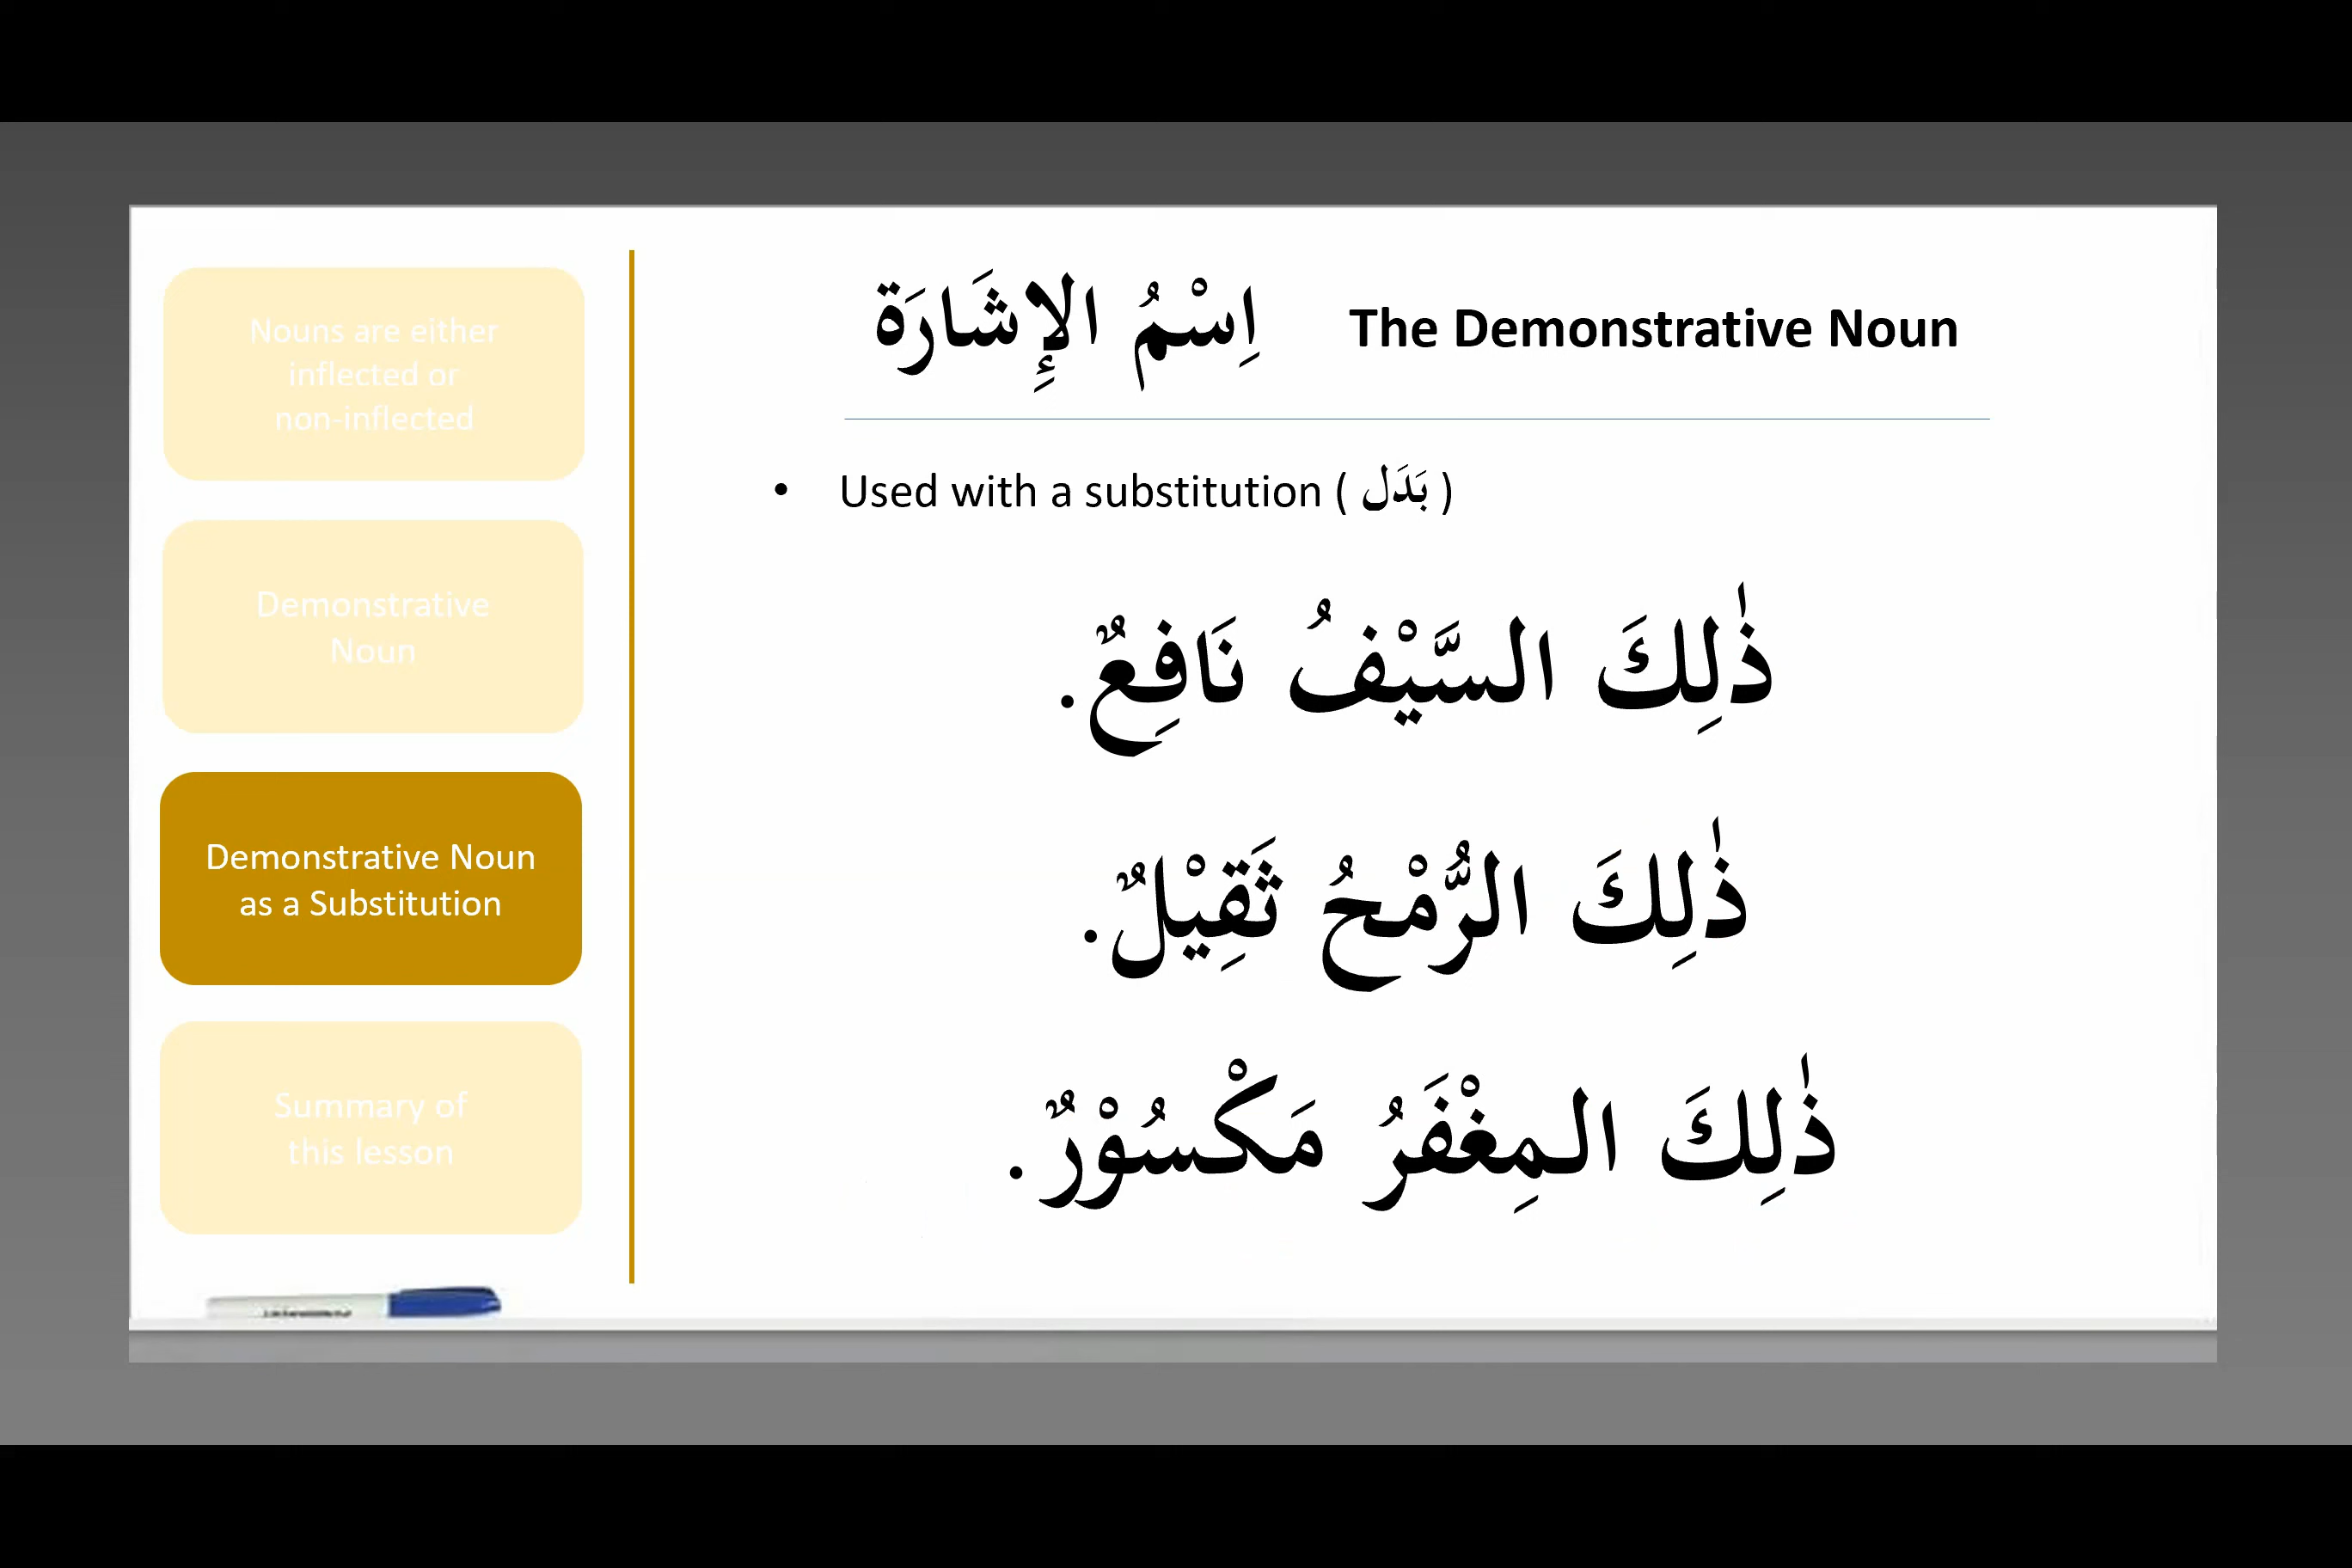 Nouns are either
inflected or
non-inflected
Demonstrative
Noun
Demonstrative Noun
as a Substitution
Summary of
this lesson
اِسْمُ الإِشَارَة The Demonstrative Noun
• Used with a substitution ( بَدَل )
ذٰلِكَ السَّيْفُ نَافِعٌ.
ذٰلِكَ الرُّمْحُ ثَقِيْلٌ.
ذٰلِكَ المِغْفَرُ مَكْسُوْرٌ.